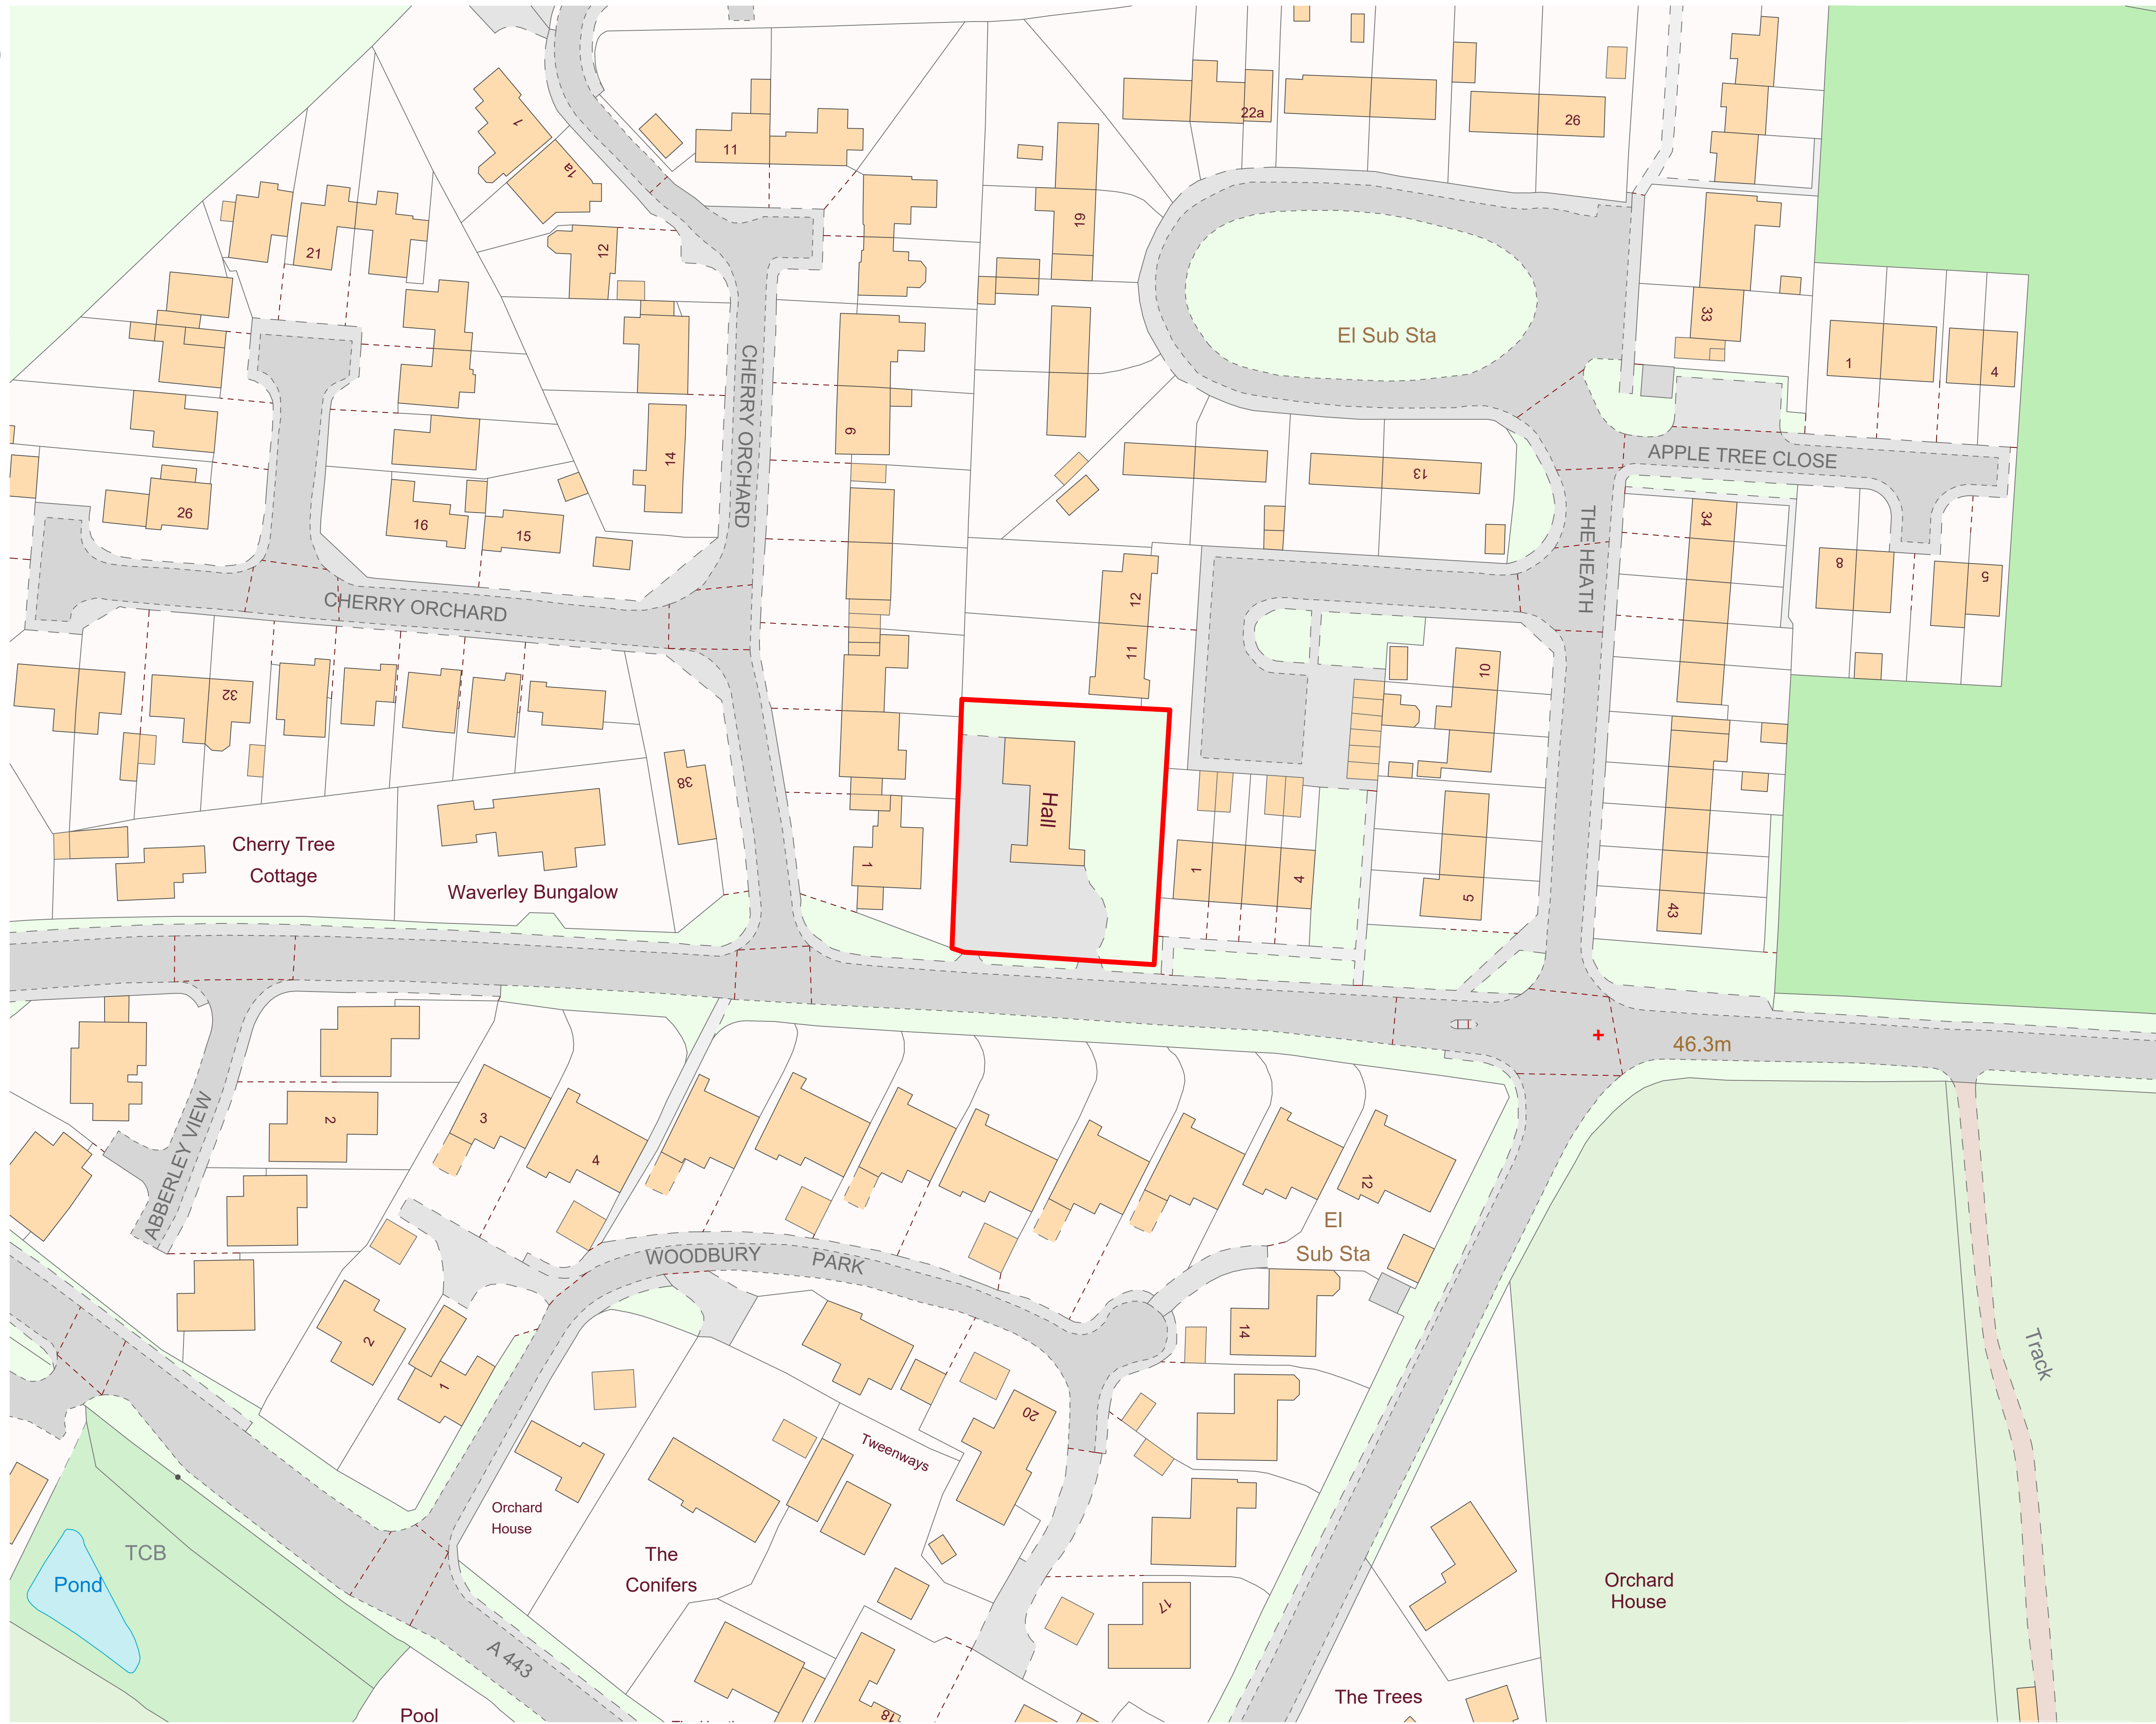 22a
26
1
1a
11
12
19
21
33
1
4
El Sub Sta
CHERRY ORCHARD
9
14
13
APPLE TREE CLOSE
26
16
15
THE HEATH
34
8
5
CHERRY ORCHARD
12
11
10
32
38
Hall
Cherry Tree
Cottage
Waverley Bungalow
1
1
4
5
43
46.3m
ABBERLEY VIEW
2
3
4
12
WOODBURY PARK
El
Sub Sta
14
2
1
20
Tweenways
Track
Orchard
House
The
Conifers
TCB
Pond
A 443
17
Orchard
House
The Trees
Pool
18